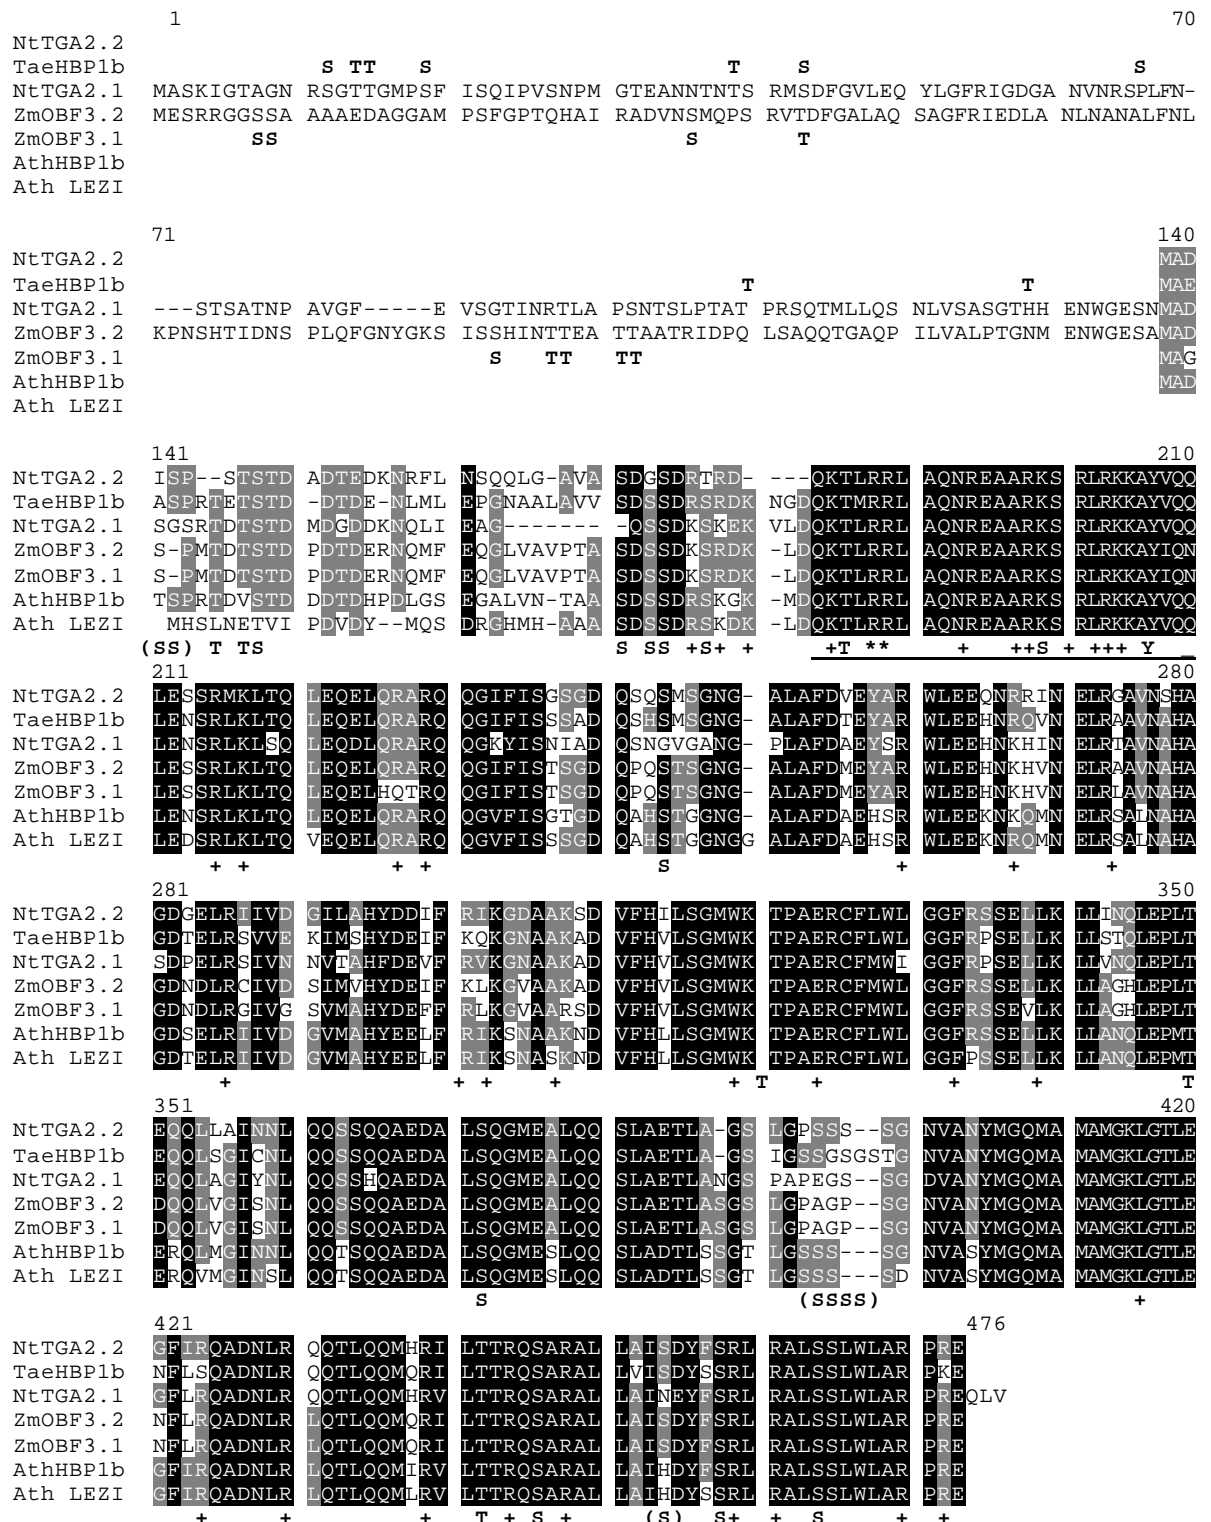 1 70
NtTGA2.2
TaeHBP1b S TT S T S S
NtTGA2.1 MASKIGTAGN RSGTTGMPSF ISQIPVSNPM GTEANNTNTS RMSDFGVLEQ YLGFRIGDGA NVNRSPLFN-
ZmOBF3.2 MESRRGGSSA AAAEDAGGAM PSFGPTQHAI RADVNSMQPS RVTDFGALAQ SAGFRIEDLA NLNANALFNL
ZmOBF3.1 SS S T
AthHBP1b
Ath LEZI
71 140
NtTGA2.2 MAD
TaeHBP1b T T MAE
NtTGA2.1 ---STSATNP AVGF-----E VSGTINRTLA PSNTSLPTAT PRSQTMLLQS NLVSASGTHH ENWGESNMAD
ZmOBF3.2 KPNSHTIDNS PLQFGNYGKS ISSHINTTEA TTAATRIDPQ LSAQQTGAQP ILVALPTGNM ENWGESAMAD
ZmOBF3.1 S TT TT MAG
AthHBP1b MAD
Ath LEZI
141 210
NtTGA2.2 ISP--STSTD ADTEDKNRFL NSQQLG-AVA SDGSDRTRD- ---QKTLRRL AQNREAARKS RLRKKAYVQQ
TaeHBP1b ASPRTETSTD -DTDE-NLML EPGNAALAVV SDSSDRSRDK NGDQKTMRRL AQNREAARKS RLRKKAYVQQ
NtTGA2.1 SGSRTDTSTD MDGDDKNQLI EAG------- -QSSDKSKEK VLDQKTLRRL AQNREAARKS RLRKKAYVQQ
ZmOBF3.2 S-PMTDTSTD PDTDERNQMF EQGLVAVPTA SDSSDKSRDK -LDQKTLRRL AQNREAARKS RLRKKAYIQN
ZmOBF3.1 S-PMTDTSTD PDTDERNQMF EQGLVAVPTA SDSSDKSRDK -LDQKTLRRL AQNREAARKS RLRKKAYIQN
AthHBP1b TSPRTDVSTD DDTDHPDLGS EGALVN-TAA SDSSDRSKGK -MDQKTLRRL AQNREAARKS RLRKKAYVQQ
Ath LEZI MHSLNETVI PDVDY--MQS DRGHMH-AAA SDSSDRSKDK -LDQKTLRRL AQNREAARKS RLRKKAYVQQ
(SS) T TS S SS +S+ + +T ** + ++S + +++ Y _
211 280
NtTGA2.2 LESSRMKLTQ LEQELQRARQ QGIFISGSGD QSQSMSGNG- ALAFDVEYAR WLEEQNRRIN ELRGAVNSHA
TaeHBP1b LENSRLKLTQ LEQELQRARQ QGIFISSSAD QSHSMSGNG- ALAFDTEYAR WLEEHNRQVN ELRAAVNAHA
NtTGA2.1 LENSRLKLSQ LEQDLQRARQ QGKYISNIAD QSNGVGANG- PLAFDAEYSR WLEEHNKHIN ELRTAVNAHA
ZmOBF3.2 LESSRLKLTQ LEQELQRARQ QGIFISTSGD QPQSTSGNG- ALAFDMEYAR WLEEHNKHVN ELRAAVNAHA
ZmOBF3.1 LESSRLKLTQ LEQELHQTRQ QGIFISTSGD QPQSTSGNG- ALAFDMEYAR WLEEHNKHVN ELRLAVNAHA
AthHBP1b LENSRLKLTQ LEQELQRARQ QGVFISGTGD QAHSTGGNG- ALAFDAEHSR WLEEKNKQMN ELRSALNAHA
Ath LEZI LEDSRLKLTQ VEQELQRARQ QGVFISSSGD QAHSTGGNGG ALAFDAEHSR WLEEKNRQMN ELRSALNAHA
+ + + + S + + +
281 350
NtTGA2.2 GDGELRIIVD GILAHYDDIF RIKGDAAKSD VFHILSGMWK TPAERCFLWL GGFRSSELLK LLINQLEPLT
TaeHBP1b GDTELRSVVE KIMSHYDEIF KQKGNAAKAD VFHVLSGMWK TPAERCFLWL GGFRPSELLK LLSTQLEPLT
NtTGA2.1 SDPELRSIVN NVTAHFDEVF RVKGNAAKAD VFHVLSGMWK TPAERCFMWI GGFRPSELLK LLVNQLEPLT
ZmOBF3.2 GDNDLRCIVD SIMVHYDEIF KLKGVAAKAD VFHVLSGMWK TPAERCFMWL GGFRSSELLK LLAGHLEPLT
ZmOBF3.1 GDNDLRGIVG SVMAHYDEFF RLKGVAARSD VFHVLSGMWK TPAERCFMWL GGFRSSEVLK LLAGHLEPLT
AthHBP1b GDSELRIIVD GVMAHYEELF RIKSNAAKND VFHLLSGMWK TPAERCFLWL GGFRSSELLK LLANQLEPMT
Ath LEZI GDTELRIIVD GVMAHYEELF RIKSNASKND VFHLLSGMWK TPAERCFLWL GGFPSSELLK LLANQLEPMT
+ + + + + T + + + T
351 420
NtTGA2.2 EQQLLAINNL QQSSQQAEDA LSQGMEALQQ SLAETLA-GS LGPSSS--SG NVANYMGQMA MAMGKLGTLE
TaeHBP1b EQQLSGICNL QQSSQQAEDA LSQGMEALQQ SLAETLA-GS IGSSGSGSTG NVANYMGQMA MAMGKLGTLE
NtTGA2.1 EQQLAGIYNL QQSSHQAEDA LSQGMEALQQ SLAETLANGS PAPEGS--SG DVANYMGQMA MAMGKLGTLE
ZmOBF3.2 DQQLVGISNL QQSSQQAEDA LSQGMEALQQ SLAETLASGS LGPAGP--SG NVANYMGQMA MAMGKLGTLE
ZmOBF3.1 DQQLVGISNL QQSSQQAEDA LSQGMEALQQ SLAETLASGS LGPAGP--SG NVANYMGQMA MAMGKLGTLE
AthHBP1b ERQLMGINNL QQTSQQAEDA LSQGMESLQQ SLADTLSSGT LGSSSS---SG NVASYMGQMA MAMGKLGTLE
Ath LEZI ERQVMGINSL QQTSQQAEDA LSQGMESLQQ SLADTLSSGT LGSSSS---SD NVASYMGQMA MAMGKLGTLE
S (SSSS) +
421 476
NtTGA2.2 GFIRQADNLR QQTLQQMHRI LTTRQSARAL LAISDYFSRL RALSSLWLAR PRE
TaeHBP1b NFLSQADNLR QQTLQQMQRI LTTRQSARAL LVISDYSSRL RALSSLWLAR PKE
NtTGA2.1 GFLRQADNLR QQTLQQMHRV LTTRQSARAL LAINEYFSRL RALSSLWLAR PREQLV
ZmOBF3.2 NFLRQADNLR LQTLQQMQRI LTTRQSARAL LAISDYFSRL RALSSLWLAR PRE
ZmOBF3.1 NFLRQADNLR LQTLQQMQRI LTTRQSARAL LAISDYFSRL RALSSLWLAR PRE
AthHBP1b GFIRQADNLR LQTLQQMIRV LTTRQSARAL LAIHDYFSRL RALSSLWLAR PRE
Ath LEZI GFIRQADNLR LQTLQQMLRV LTTRQSARAL LAIHDYSSRL RALSSLWLAR PRE
+ + + T + S + (S) S+ + S + +